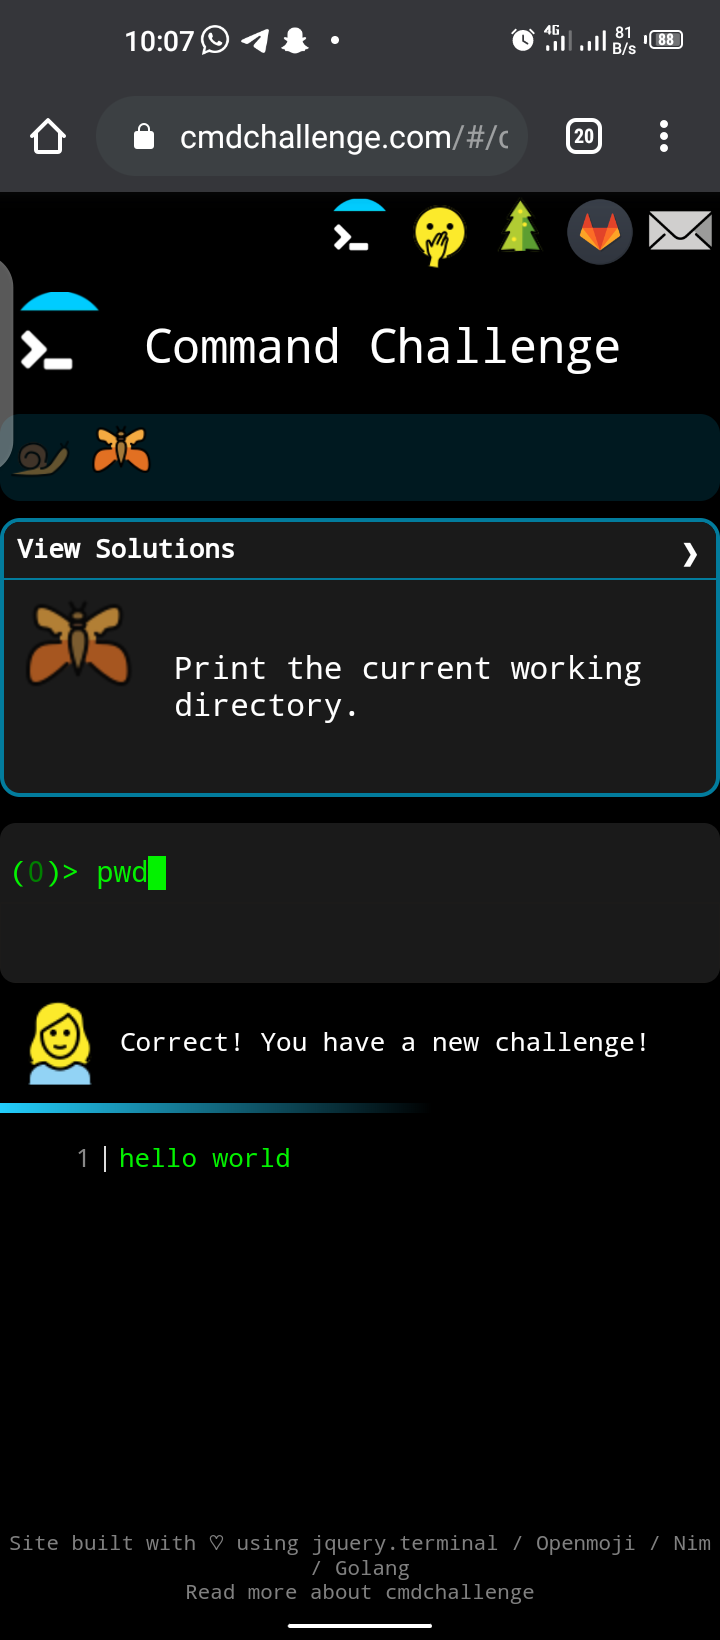 10:07
4G
81 B/s
88
cmdchallenge.com/#/c
20
Command Challenge
View Solutions
Print the current working
directory.
(0)> pwd
Correct! You have a new challenge!
1 | hello world
Site built with ♡ using jquery.terminal / Openmoji / Nim
/ Golang
Read more about cmdchallenge